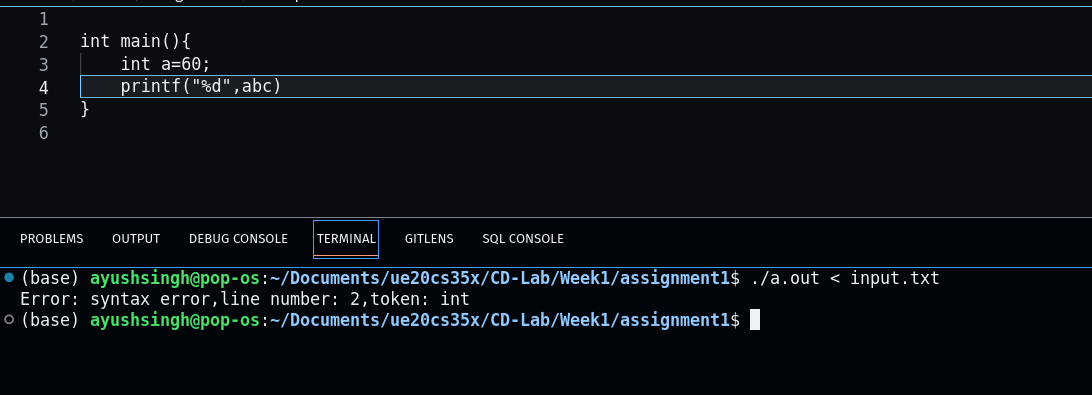 1
2 int main(){
3 int a=60;
4 printf("%d",abc)
5 }
6
PROBLEMS OUTPUT DEBUG CONSOLE TERMINAL GITLENS SQL CONSOLE
(base) ayushsingh@pop-os:~/Documents/ue20cs35x/CD-Lab/Week1/assignment1$ ./a.out < input.txt
Error: syntax error,line number: 2,token: int
(base) ayushsingh@pop-os:~/Documents/ue20cs35x/CD-Lab/Week1/assignment1$